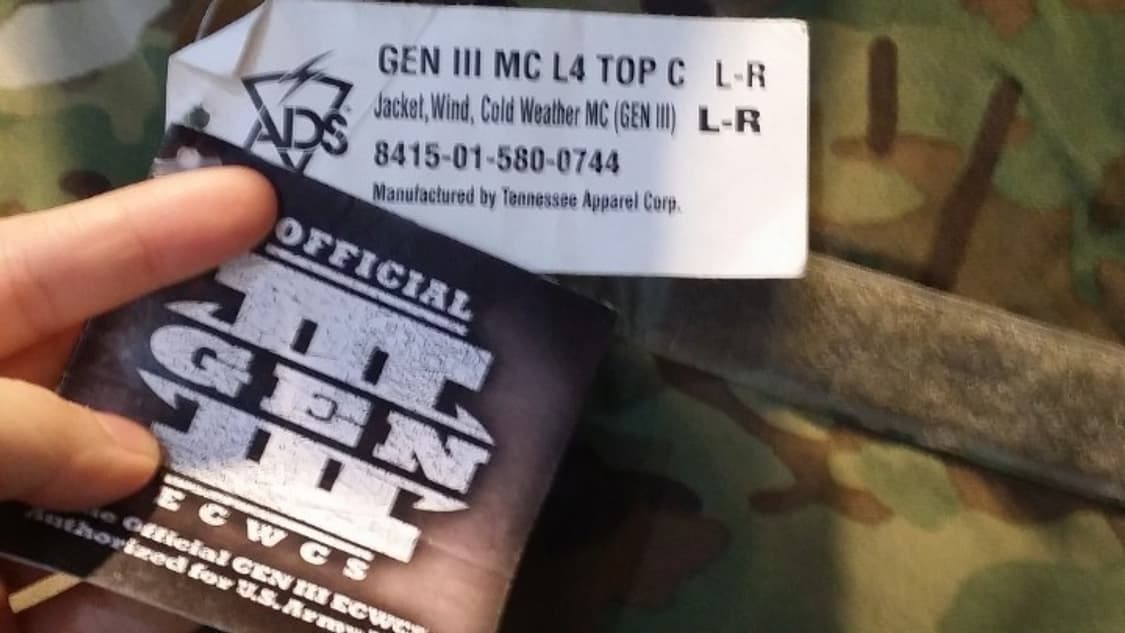 ADS
GEN III MC L4 TOP C L-R
Jacket, Wind, Cold Weather MC (GEN III) L-R
8415-01-580-0744
Manufactured by Tennessee Apparel Corp.
OFFICIAL
III
GEN
III
ECWCS
Official GEN III ECWCS
Authorized for U.S. Army